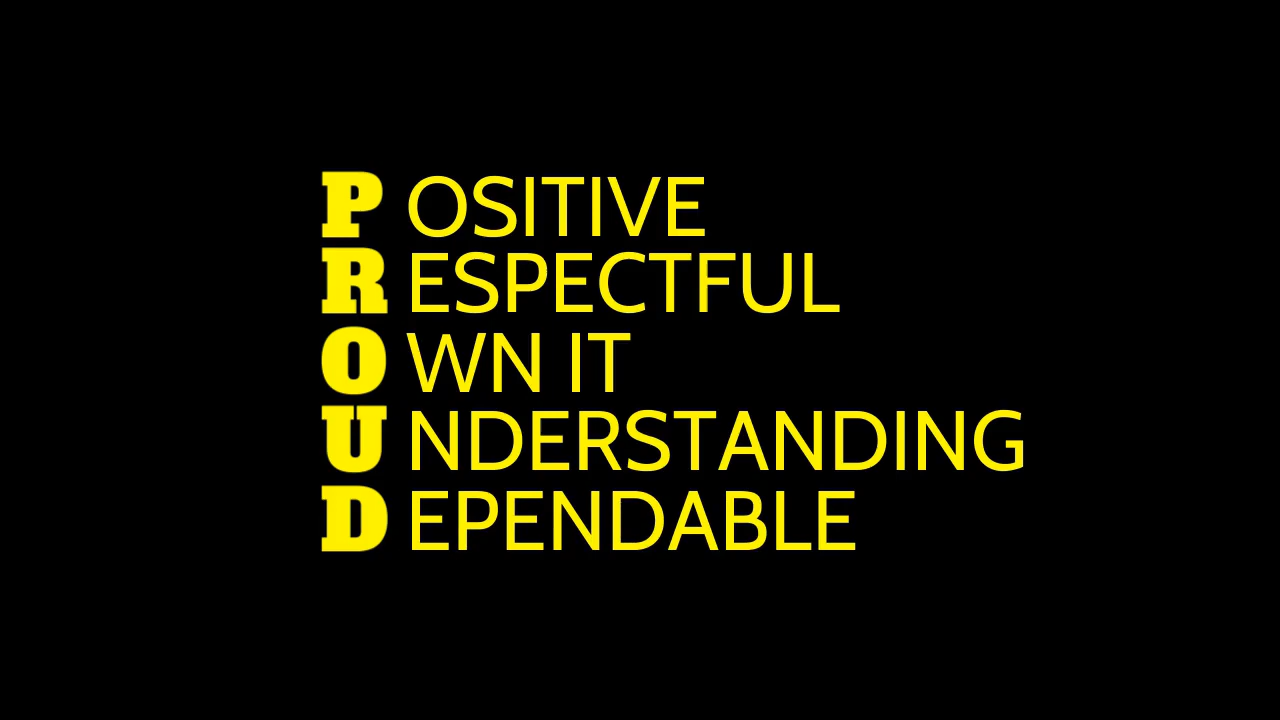 POSITIVE
RESPECTFUL
OWN IT
UNDERSTANDING
DEPENDABLE